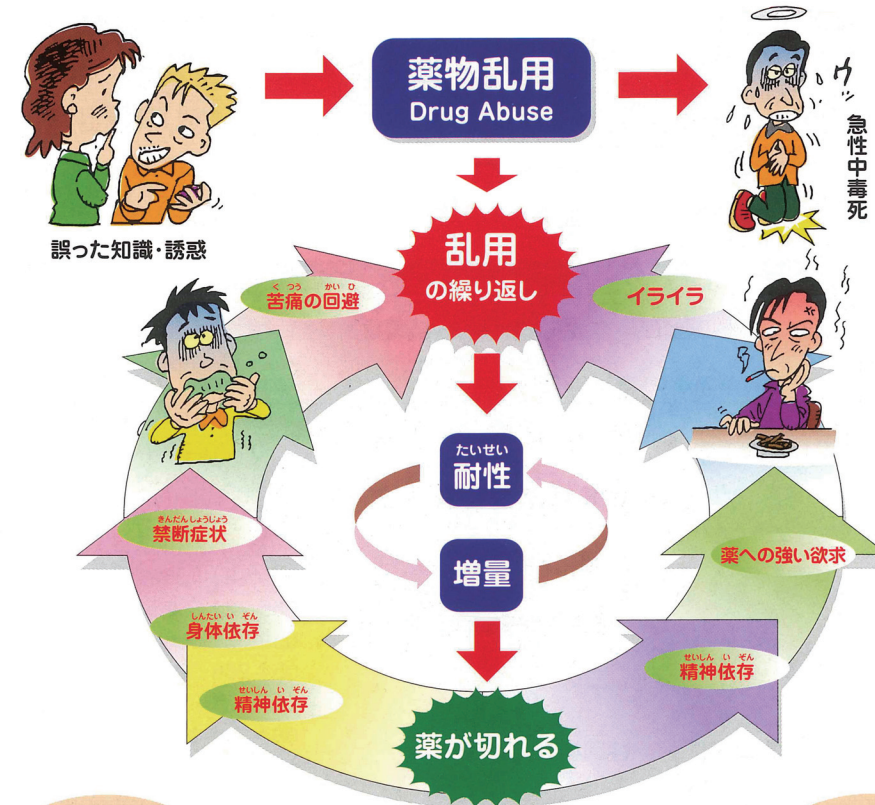 薬物乱用
Drug Abuse
ウッ
急性中毒死
誤った知識・誘惑
乱用
の繰り返し
くつう かいひ
苦痛の回避
イライラ
たいせい
耐性
増量
きんだんしょうじょう
禁断症状
薬への強い欲求
しんたい いぞん
身体依存
せいしん いぞん
精神依存
せいしん いぞん
精神依存
薬が切れる